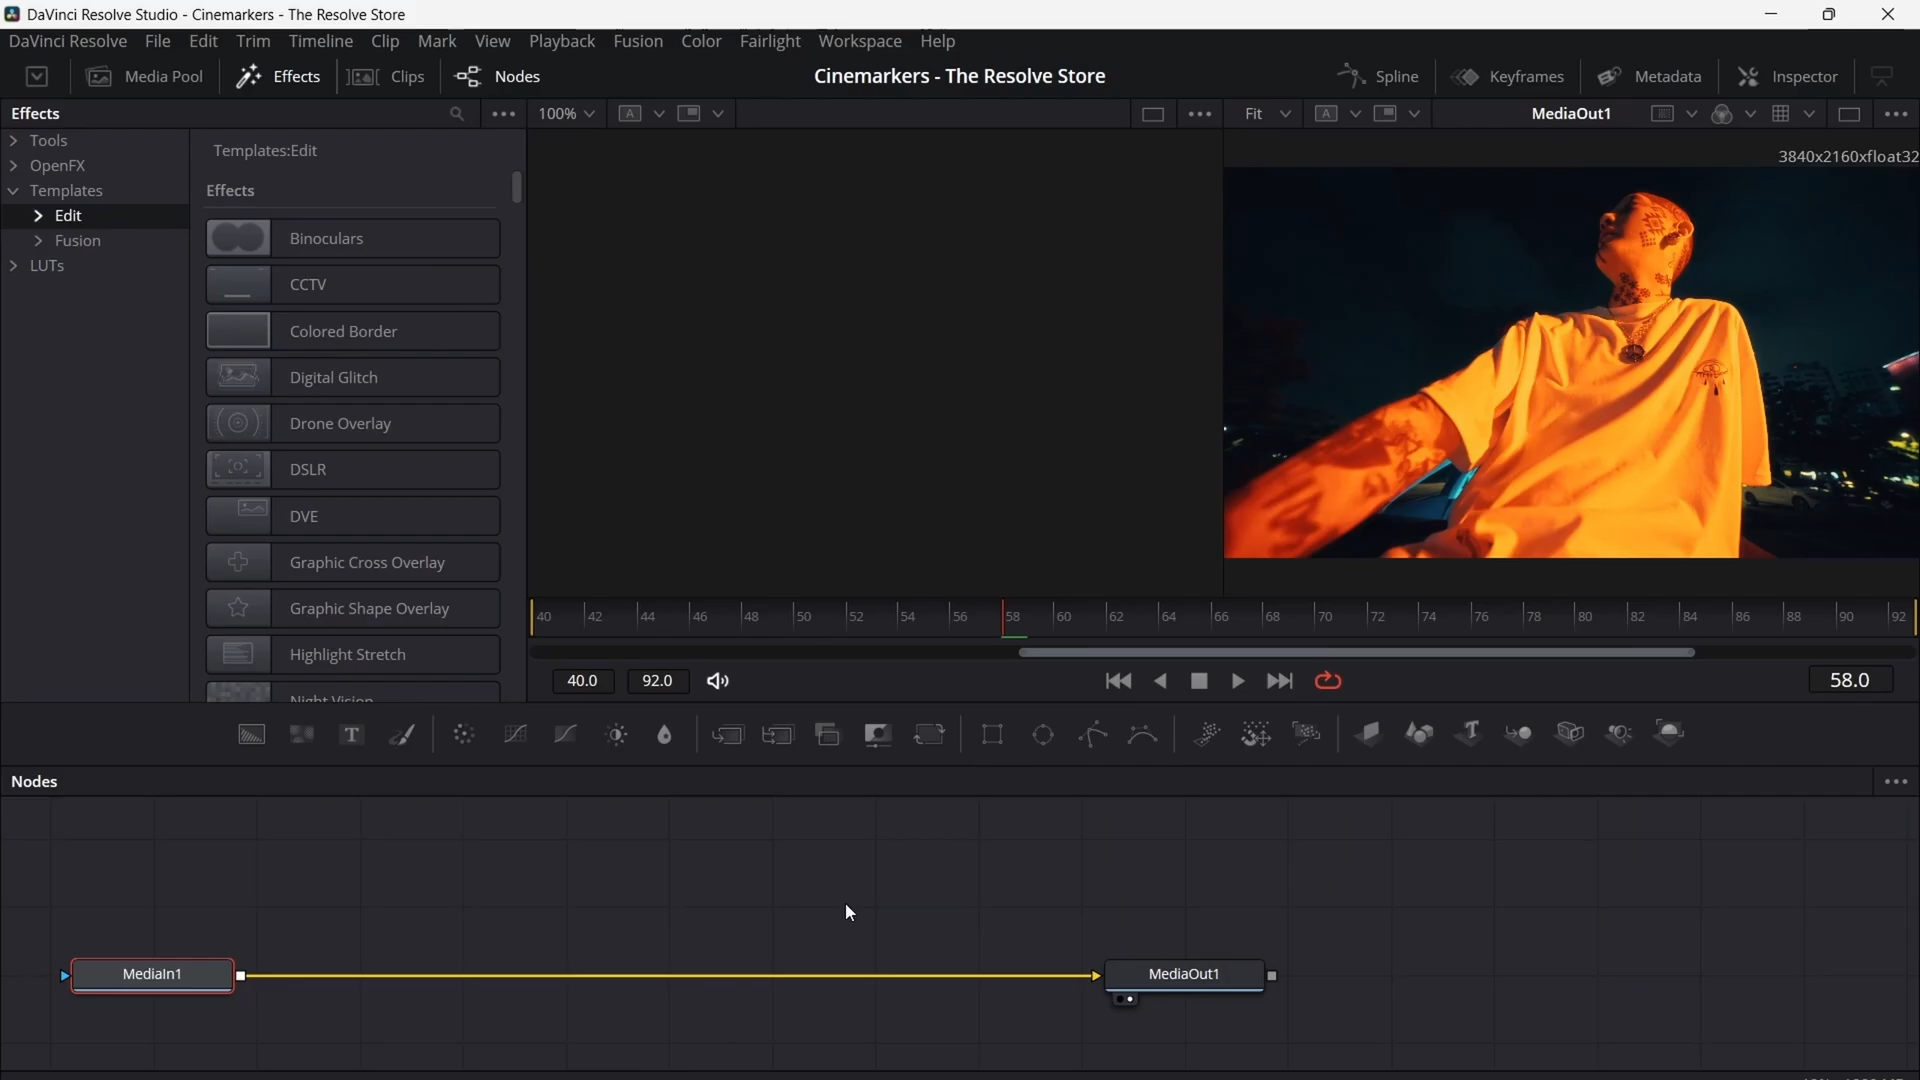 DaVinci Resolve Studio - Cinemarkers - The Resolve Store
DaVinci Resolve File Edit Trim Timeline Clip Mark View Playback Fusion Color Fairlight Workspace Help
Media Pool Effects Clips Nodes Cinemarkers - The Resolve Store Spline Keyframes Metadata Inspector
Effects 100% A Fit A MediaOut1
Tools
OpenFX
Templates
Edit
Fusion
LUTs
Templates:Edit
Effects
Binoculars
CCTV
Colored Border
Digital Glitch
Drone Overlay
DSLR
DVE
Graphic Cross Overlay
Graphic Shape Overlay
Highlight Stretch
Night Vision
3840x2160xfloat32
40 42 44 46 48 50 52 54 56 58 60 62 64 66 68 70 72 74 76 78 80 82 84 86 88 90 92
40.0 92.0 58.0
T T
Nodes
MediaIn1 MediaOut1